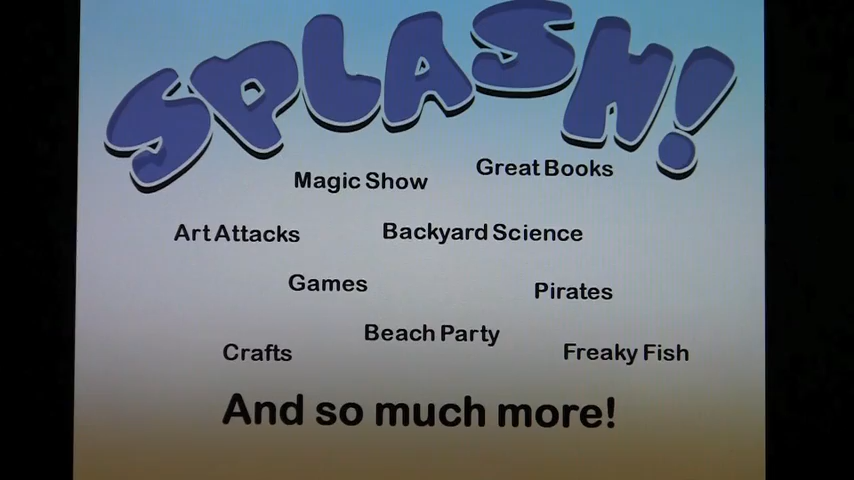 SPLASH!
Great Books
Magic Show
Art Attacks
Backyard Science
Games
Pirates
Beach Party
Crafts
Freaky Fish
And so much more!